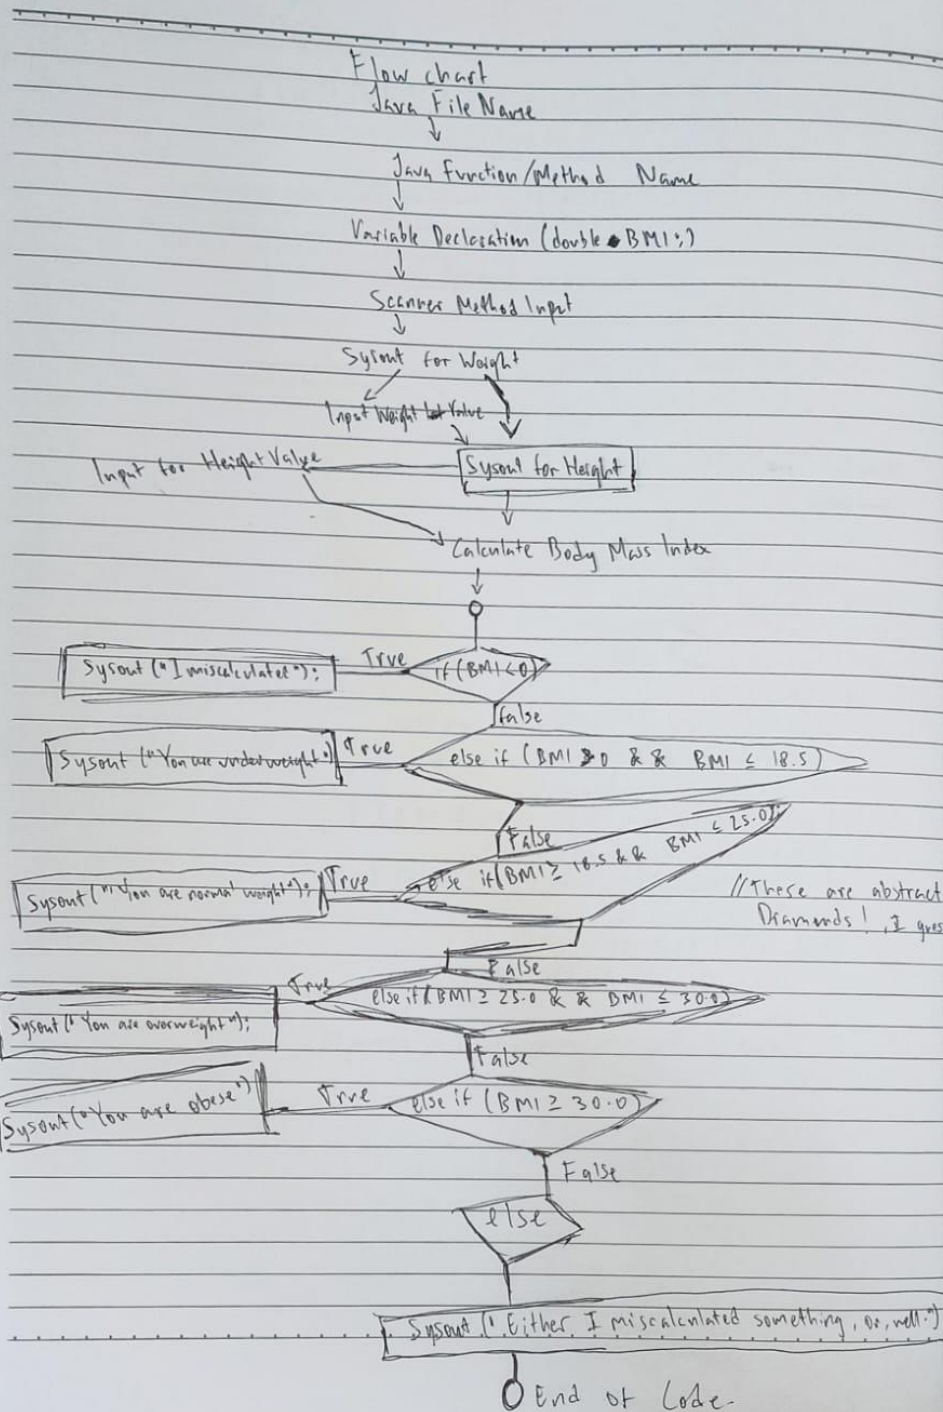 Flow chart
Java File Name
Java Function/Method Name
Variable Declaration (double BMI;)
Scanner Method Input
Sysout for Weight
Input Weight Value
Sysout for Height
Input for Height Value
Calculate Body Mass Index
if (BMI < 0)
True
Sysout ("I miscalculated");
false
else if (BMI ≥ 0 && BMI ≤ 18.5)
True
Sysout ("You are underweight")
False
else if (BMI ≥ 18.5 && BMI ≤ 25.0);
True
Sysout ("You are normal weight");
//These are abstract
Diamonds!, I gues
False
else if (BMI ≥ 25.0 && BMI ≤ 30.0)
True
Sysout (" You are overweight");
False
else if (BMI ≥ 30.0)
True
Sysout ("You are obese")
False
else
Sysout (" Either I miscalculated something, or, well.")
End of Code.